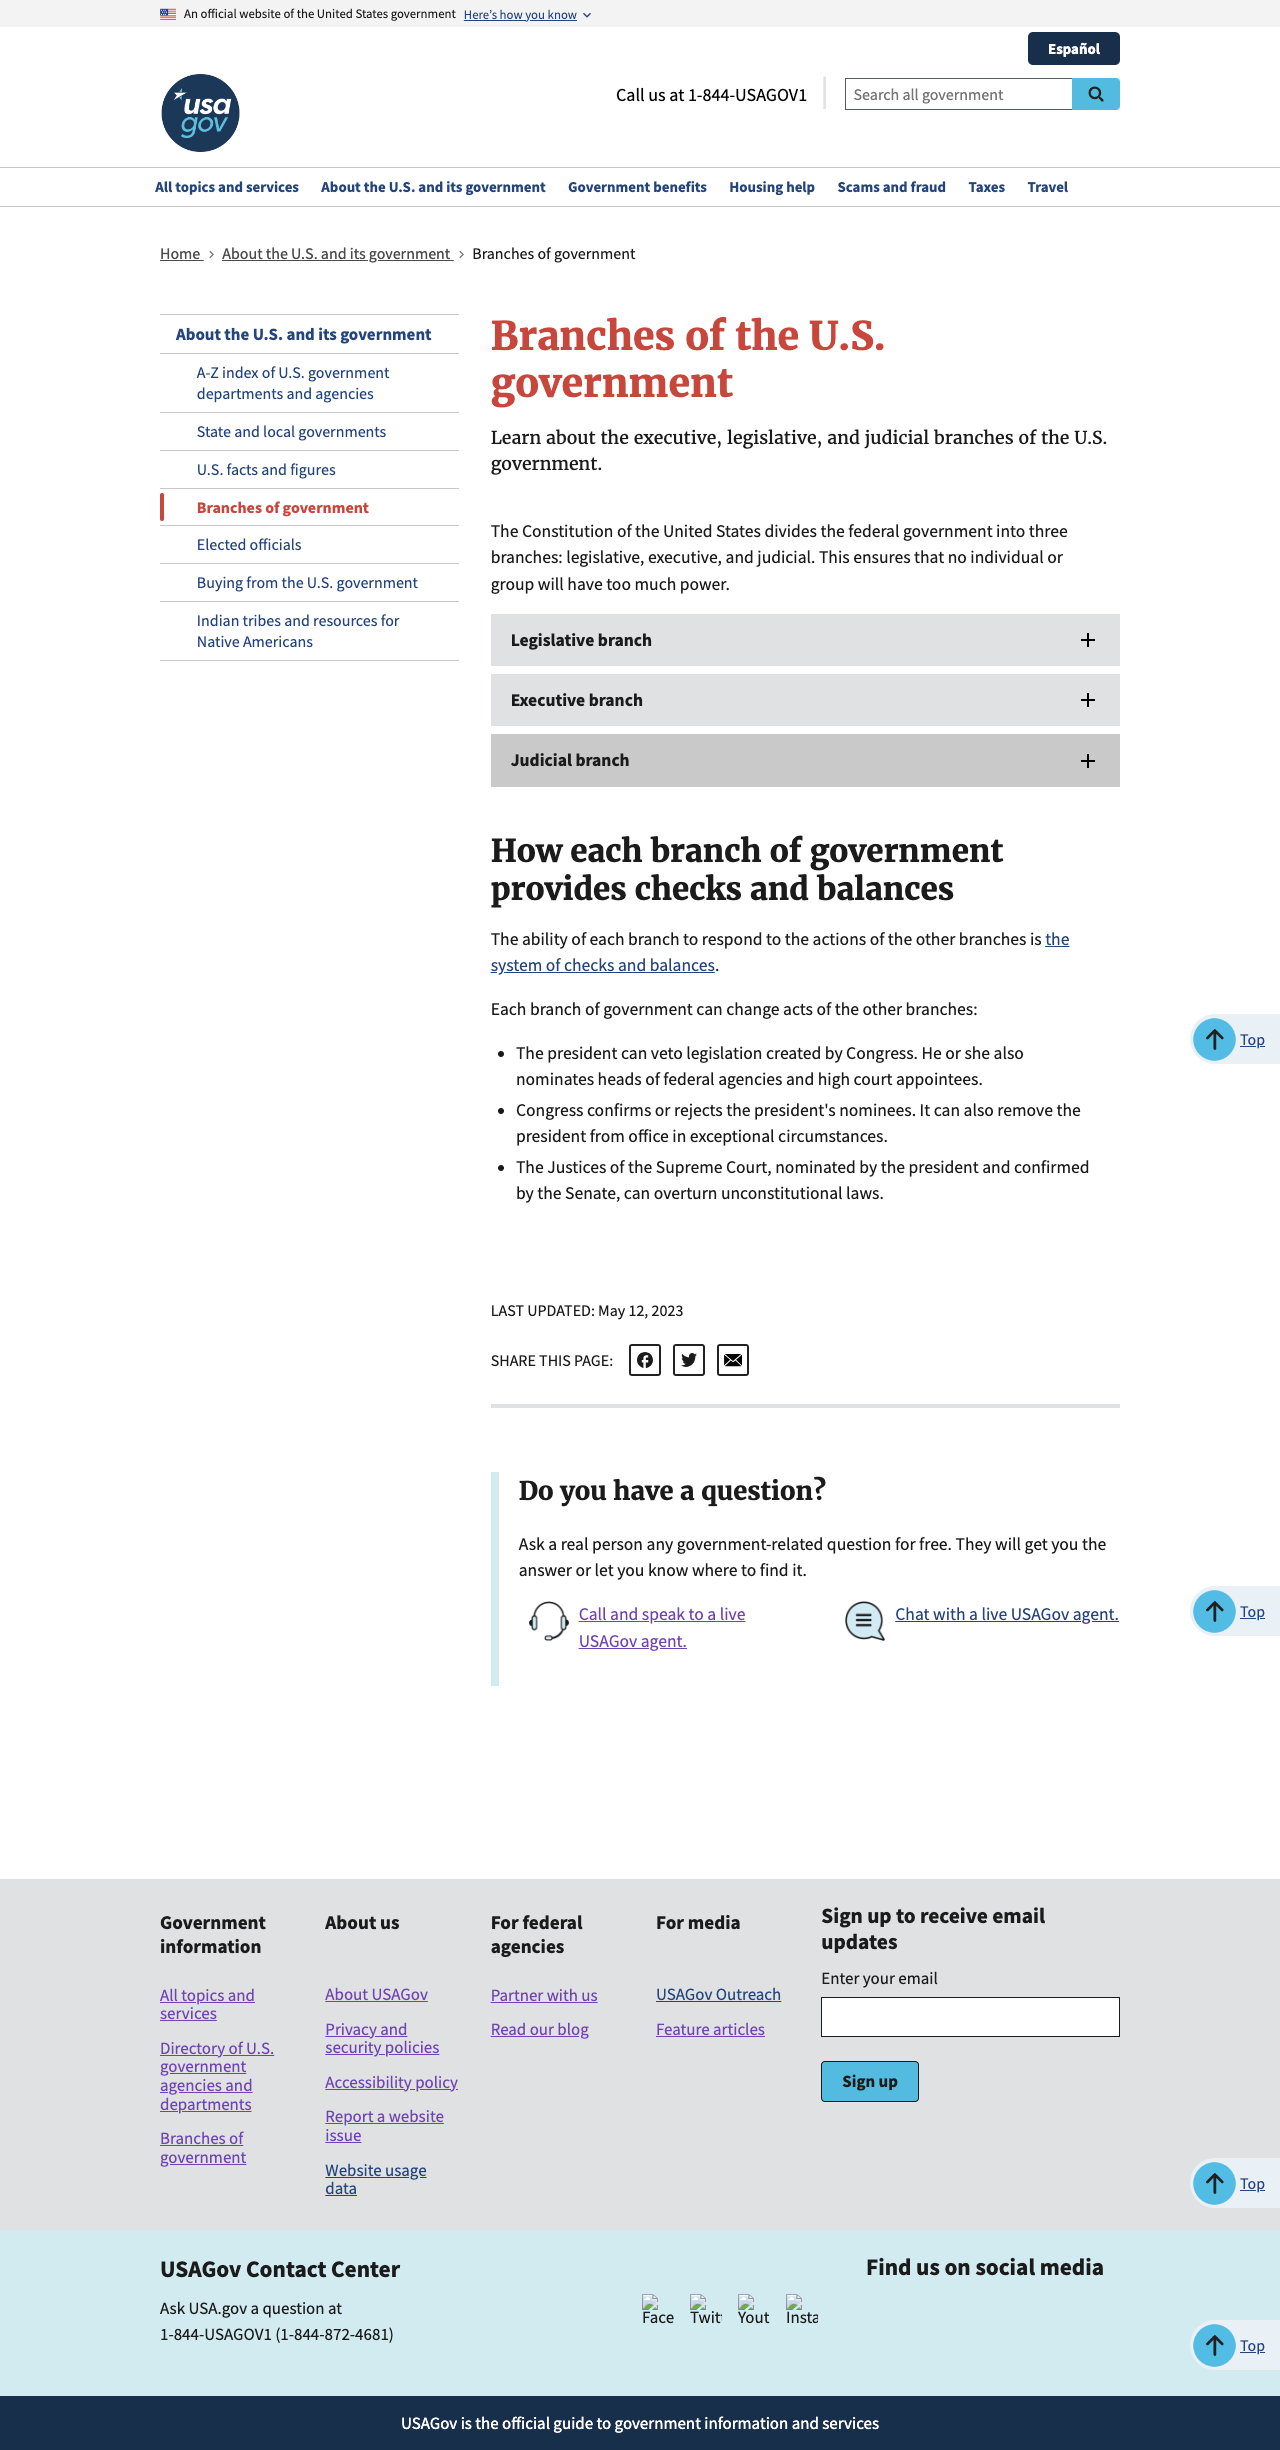 An official website of the United States government Here's how you know
Español
usa
gov
Call us at 1-844-USAGOV1
Search all government
All topics and services About the U.S. and its government Government benefits Housing help Scams and fraud Taxes Travel
Home > About the U.S. and its government > Branches of government
About the U.S. and its government
A-Z index of U.S. government
departments and agencies
State and local governments
U.S. facts and figures
Branches of government
Elected officials
Buying from the U.S. government
Indian tribes and resources for
Native Americans
Branches of the U.S.
government
Learn about the executive, legislative, and judicial branches of the U.S.
government.
The Constitution of the United States divides the federal government into three
branches: legislative, executive, and judicial. This ensures that no individual or
group will have too much power.
Legislative branch
Executive branch
Judicial branch
How each branch of government
provides checks and balances
The ability of each branch to respond to the actions of the other branches is the
system of checks and balances.
Each branch of government can change acts of the other branches:
Top
• The president can veto legislation created by Congress. He or she also
nominates heads of federal agencies and high court appointees.
• Congress confirms or rejects the president's nominees. It can also remove the
president from office in exceptional circumstances.
• The Justices of the Supreme Court, nominated by the president and confirmed
by the Senate, can overturn unconstitutional laws.
LAST UPDATED: May 12, 2023
SHARE THIS PAGE:
Do you have a question?
Ask a real person any government-related question for free. They will get you the
answer or let you know where to find it.
Call and speak to a live
USAGov agent.
Chat with a live USAGov agent.
Top
Government
information
All topics and
services
Directory of U.S.
government
agencies and
departments
Branches of
government
About us
About USAGov
Privacy and
security policies
Accessibility policy
Report a website
issue
Website usage
data
For federal
agencies
Partner with us
Read our blog
For media
USAGov Outreach
Feature articles
Sign up to receive email
updates
Enter your email
Sign up
Top
USAGov Contact Center
Ask USA.gov a question at
1-844-USAGOV1 (1-844-872-4681)
Find us on social media
Face Twit Yout Insta
Top
USAGov is the official guide to government information and services